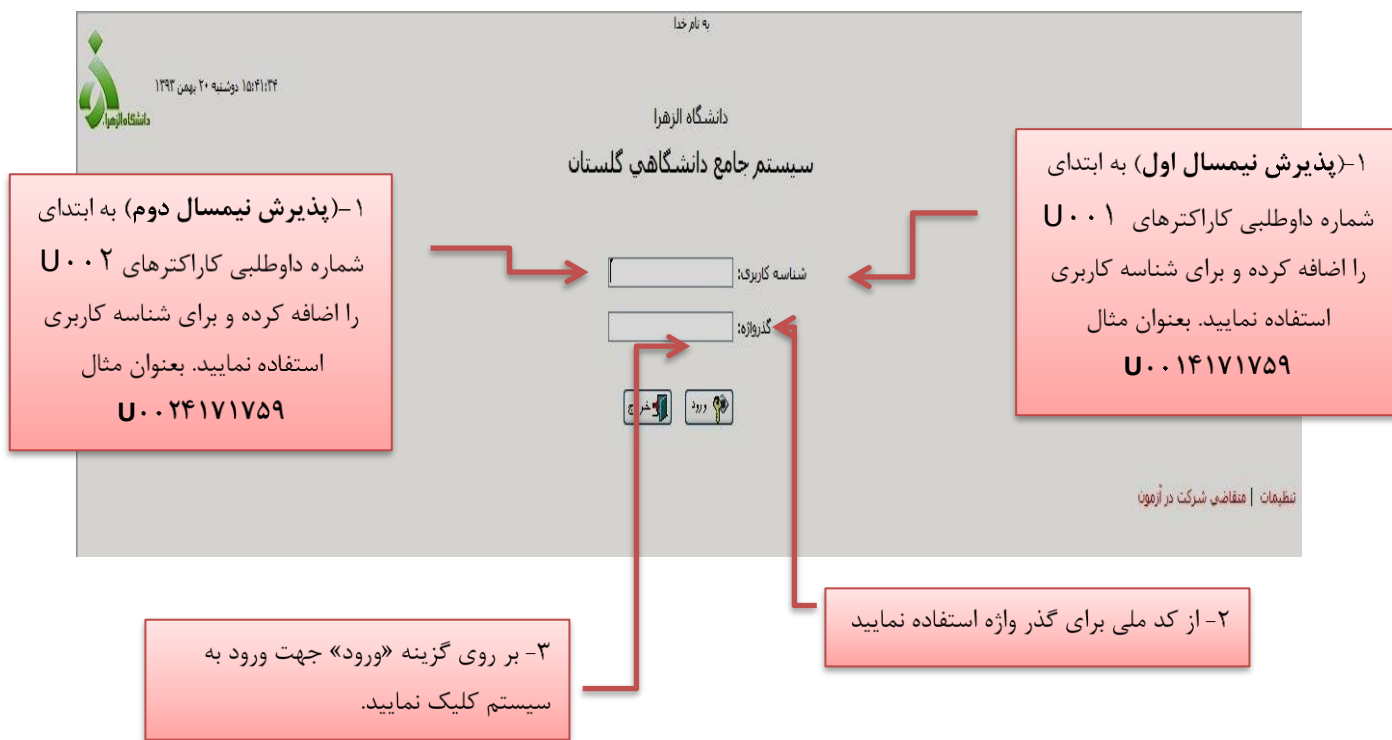 به نام خدا
۱۵:۴۱:۳۴ دوشنبه ۲۰ بهمن ۱۳۹۳
دانشگاه الزهرا
دانشگاه الزهرا
سیستم جامع دانشگاهي گلستان
۱-(پذیرش نیمسال اول) به ابتدای
شماره داوطلبی کاراکترهای U۰۰۱
را اضافه کرده و برای شناسه کاربری
استفاده نمایید. بعنوان مثال
U۰۰۱۴۱۷۱۷۵۹
۱-(پذیرش نیمسال دوم) به ابتدای
شماره داوطلبی کاراکترهای U۰۰۲
را اضافه کرده و برای شناسه کاربری
استفاده نمایید. بعنوان مثال
U۰۰۲۴۱۷۱۷۵۹
شناسه کاربری:
گذرواژه:
ورود
خروج
تنظیمات | متقاضی شرکت در آزمون
۲- از کد ملی برای گذر واژه استفاده نمایید
۳- بر روی گزینه «ورود» جهت ورود به
سیستم کلیک نمایید.